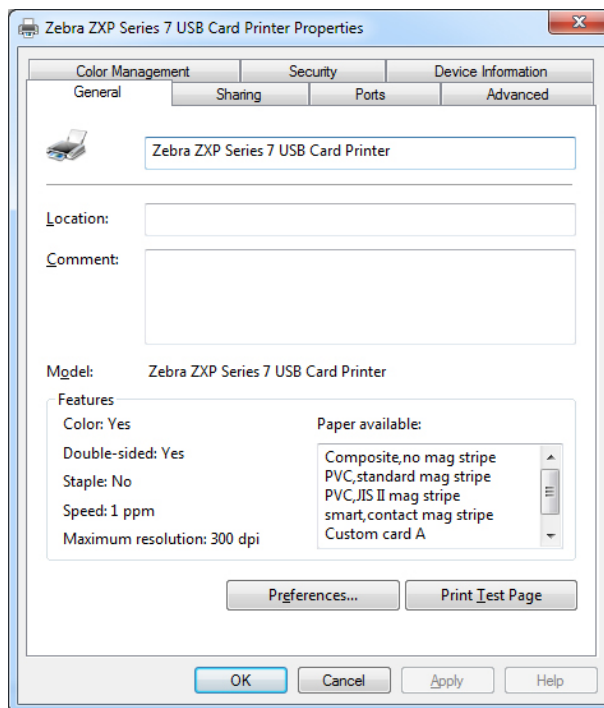 Zebra ZXP Series 7 USB Card Printer Properties
Color Management Security Device Information
General Sharing Ports Advanced
Zebra ZXP Series 7 USB Card Printer
Location:
Comment:
Model: Zebra ZXP Series 7 USB Card Printer
Features
Color: Yes Paper available:
Double-sided: Yes Composite,no mag stripe
Staple: No PVC,standard mag stripe
Speed: 1 ppm PVC,JIS II mag stripe
Maximum resolution: 300 dpi smart,contact mag stripe
Custom card A
Preferences... Print Test Page
OK Cancel Apply Help